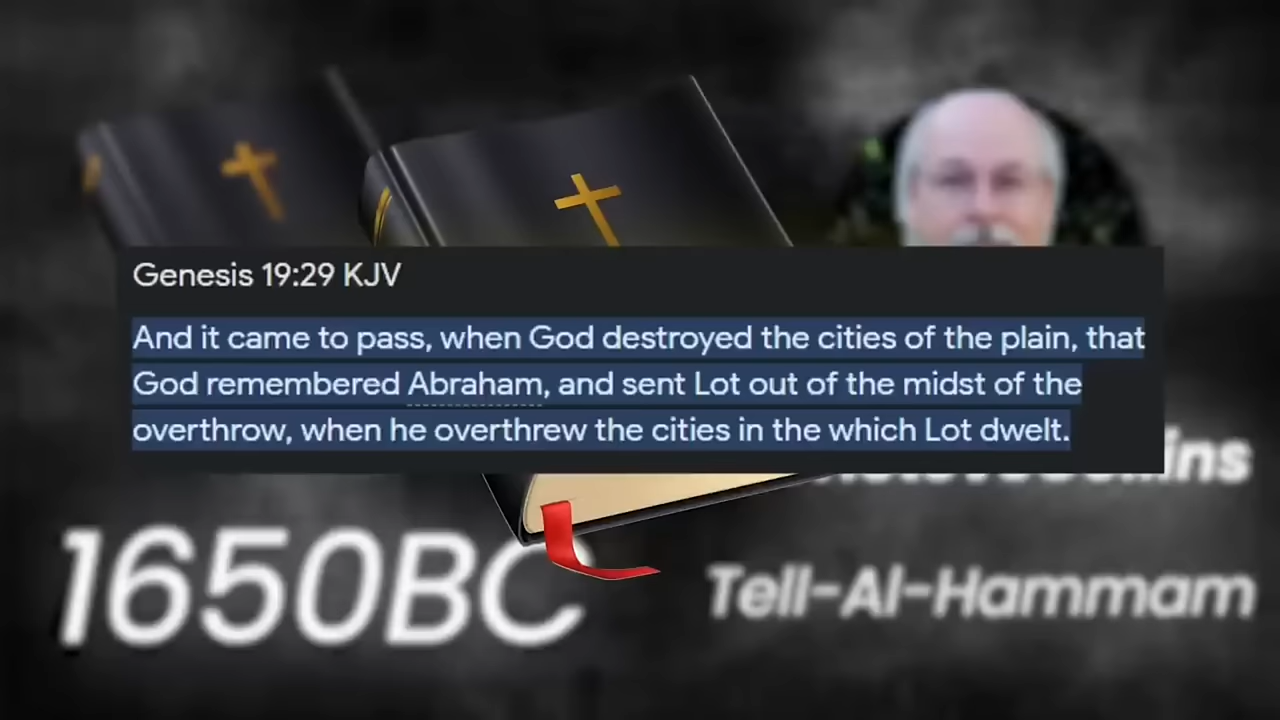 Genesis 19:29 KJV
And it came to pass, when God destroyed the cities of the plain, that
God remembered Abraham, and sent Lot out of the midst of the
overthrow, when he overthrew the cities in the which Lot dwelt.
1650BC
Tell-Al-Hammam